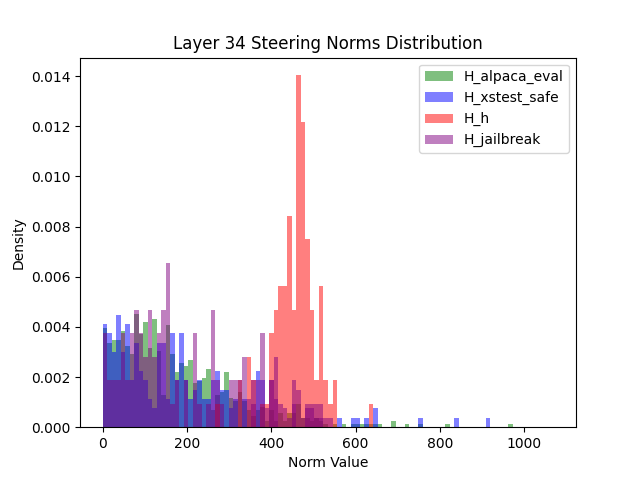 Layer 34 Steering Norms Distribution
H_alpaca_eval
H_xstest_safe
H_h
H_jailbreak
0.014
0.012
0.010
0.008
0.006
0.004
0.002
0.000
Density
0 200 400 600 800 1000
Norm Value